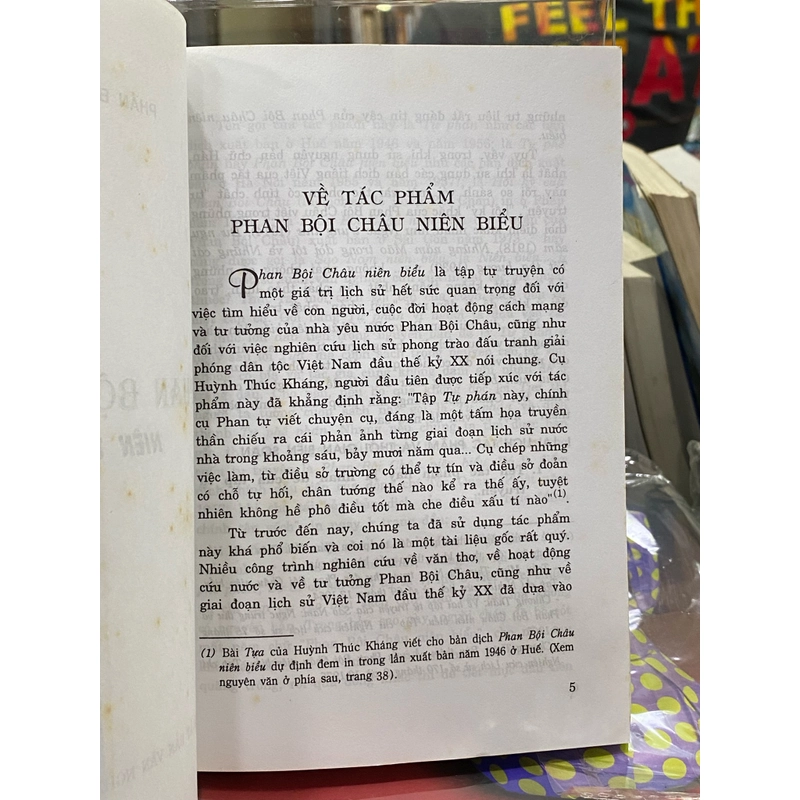 VỀ TÁC PHẨM
PHAN BỘI CHÂU NIÊN BIỂU
Phan Bội Châu niên biểu là tập tự truyện có
một giá trị lịch sử hết sức quan trọng đối với
việc tìm hiểu về con người, cuộc đời hoạt động cách mạng
và tư tưởng của nhà yêu nước Phan Bội Châu, cũng như
đối với việc nghiên cứu lịch sử phong trào đấu tranh giải
phóng dân tộc Việt Nam đầu thế kỷ XX nói chung. Cụ
Huỳnh Thúc Kháng, người đầu tiên được tiếp xúc với tác
phẩm này đã khẳng định rằng: "Tập Tự phán này, chính
cụ Phan tự viết chuyện cụ, đáng là một tấm họa truyền
thần chiếu ra cái phản ảnh từng giai đoạn lịch sử nước
nhà trong khoảng sáu, bảy mươi năm qua... Cụ chép những
việc làm, từ điều sở trường có thể tự tín và điều sở đoản
có chỗ tự hối, chân tướng thế nào kể ra thế ấy, tuyệt
nhiên không hề phô điều tốt mà che điều xấu tí nào"(1).
Từ trước đến nay, chúng ta đã sử dụng tác phẩm
này khá phổ biến và coi nó là một tài liệu gốc rất quý.
Nhiều công trình nghiên cứu về văn thơ, về hoạt động
cứu nước và về tư tưởng Phan Bội Châu, cũng như về
giai đoạn lịch sử Việt Nam đầu thế kỷ XX đã dựa vào
(1) Bài Tựa của Huỳnh Thúc Kháng viết cho bản dịch Phan Bội Châu
niên biểu dự định đem in trong lần xuất bản năm 1946 ở Huế. (Xem
nguyên văn ở phía sau, trang 38).
5
FEEL TH